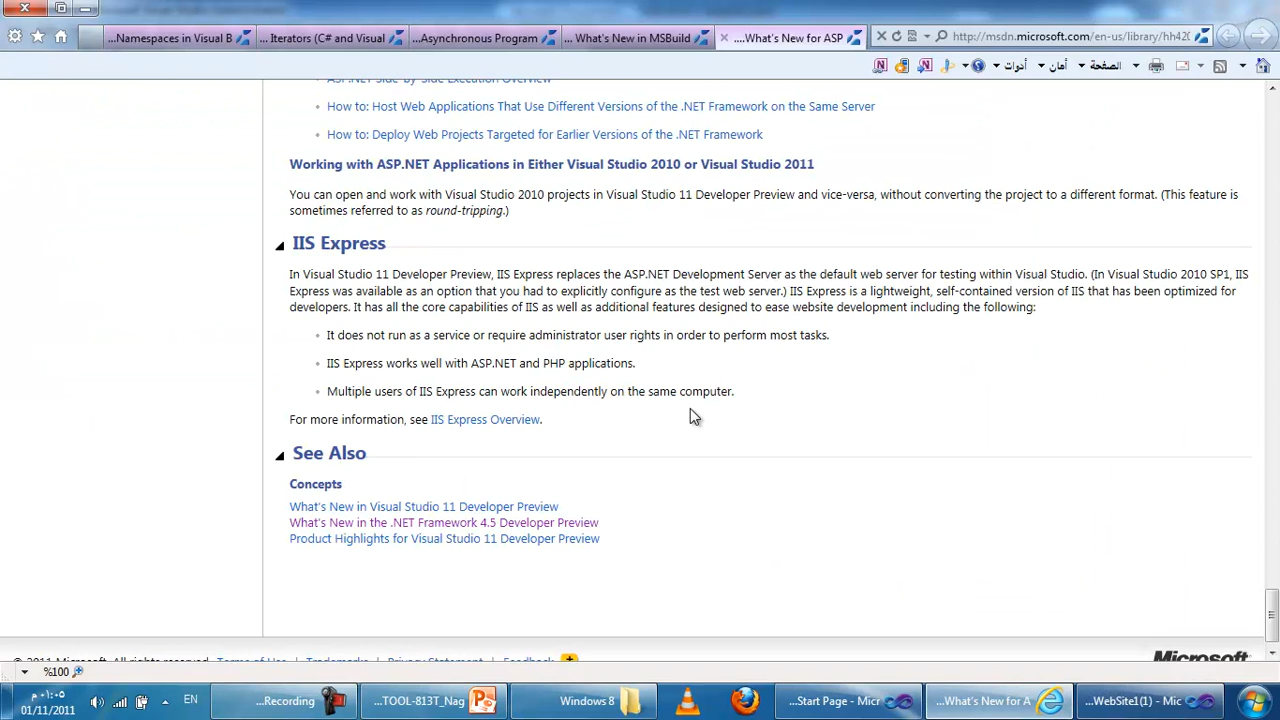 ...Namespaces in Visual B
...Iterators (C# and Visual
...Asynchronous Program
... What's New in MSBuild
....What's New for ASP
http://msdn.microsoft.com/en-us/library/hh42
أدوات
أمان
الصفحة
How to: Host Web Applications That Use Different Versions of the .NET Framework on the Same Server
How to: Deploy Web Projects Targeted for Earlier Versions of the .NET Framework
Working with ASP.NET Applications in Either Visual Studio 2010 or Visual Studio 2011
You can open and work with Visual Studio 2010 projects in Visual Studio 11 Developer Preview and vice-versa, without converting the project to a different format. (This feature is
sometimes referred to as round-tripping.)
IIS Express
In Visual Studio 11 Developer Preview, IIS Express replaces the ASP.NET Development Server as the default web server for testing within Visual Studio. (In Visual Studio 2010 SP1, IIS
Express was available as an option that you had to explicitly configure as the test web server.) IIS Express is a lightweight, self-contained version of IIS that has been optimized for
developers. It has all the core capabilities of IIS as well as additional features designed to ease website development including the following:
It does not run as a service or require administrator user rights in order to perform most tasks.
IIS Express works well with ASP.NET and PHP applications.
Multiple users of IIS Express can work independently on the same computer.
For more information, see IIS Express Overview.
See Also
Concepts
What's New in Visual Studio 11 Developer Preview
What's New in the .NET Framework 4.5 Developer Preview
Product Highlights for Visual Studio 11 Developer Preview
Microsoft
%100
م ٠١:٠٥
01/11/2011
EN
...Recording
...TOOL-813T_Nag
Windows 8
...Start Page - Micr
...What's New for A
...WebSite1(1) - Mic